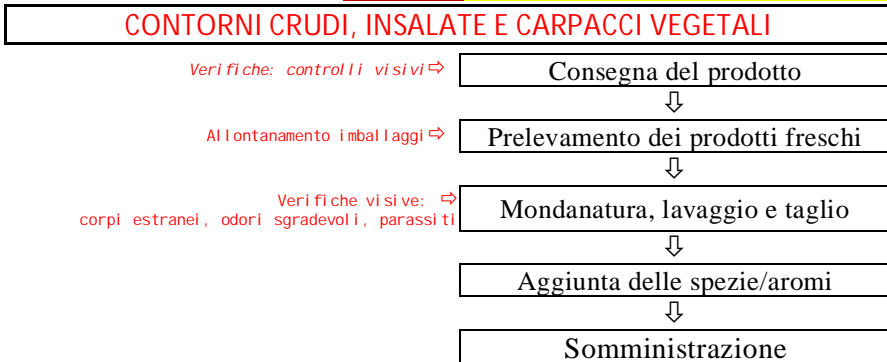 CONTORNI CRUDI, INSALATE E CARPACCI VEGETALI
Verifiche: controlli visivi⇨ Consegna del prodotto
⇩
Allontanamento imballaggi⇨ Prelevamento dei prodotti freschi
⇩
Verifiche visive: ⇨
corpi estranei, odori sgradevoli, parassiti
Mondanatura, lavaggio e taglio
⇩
Aggiunta delle spezie/aromi
⇩
Somministrazione